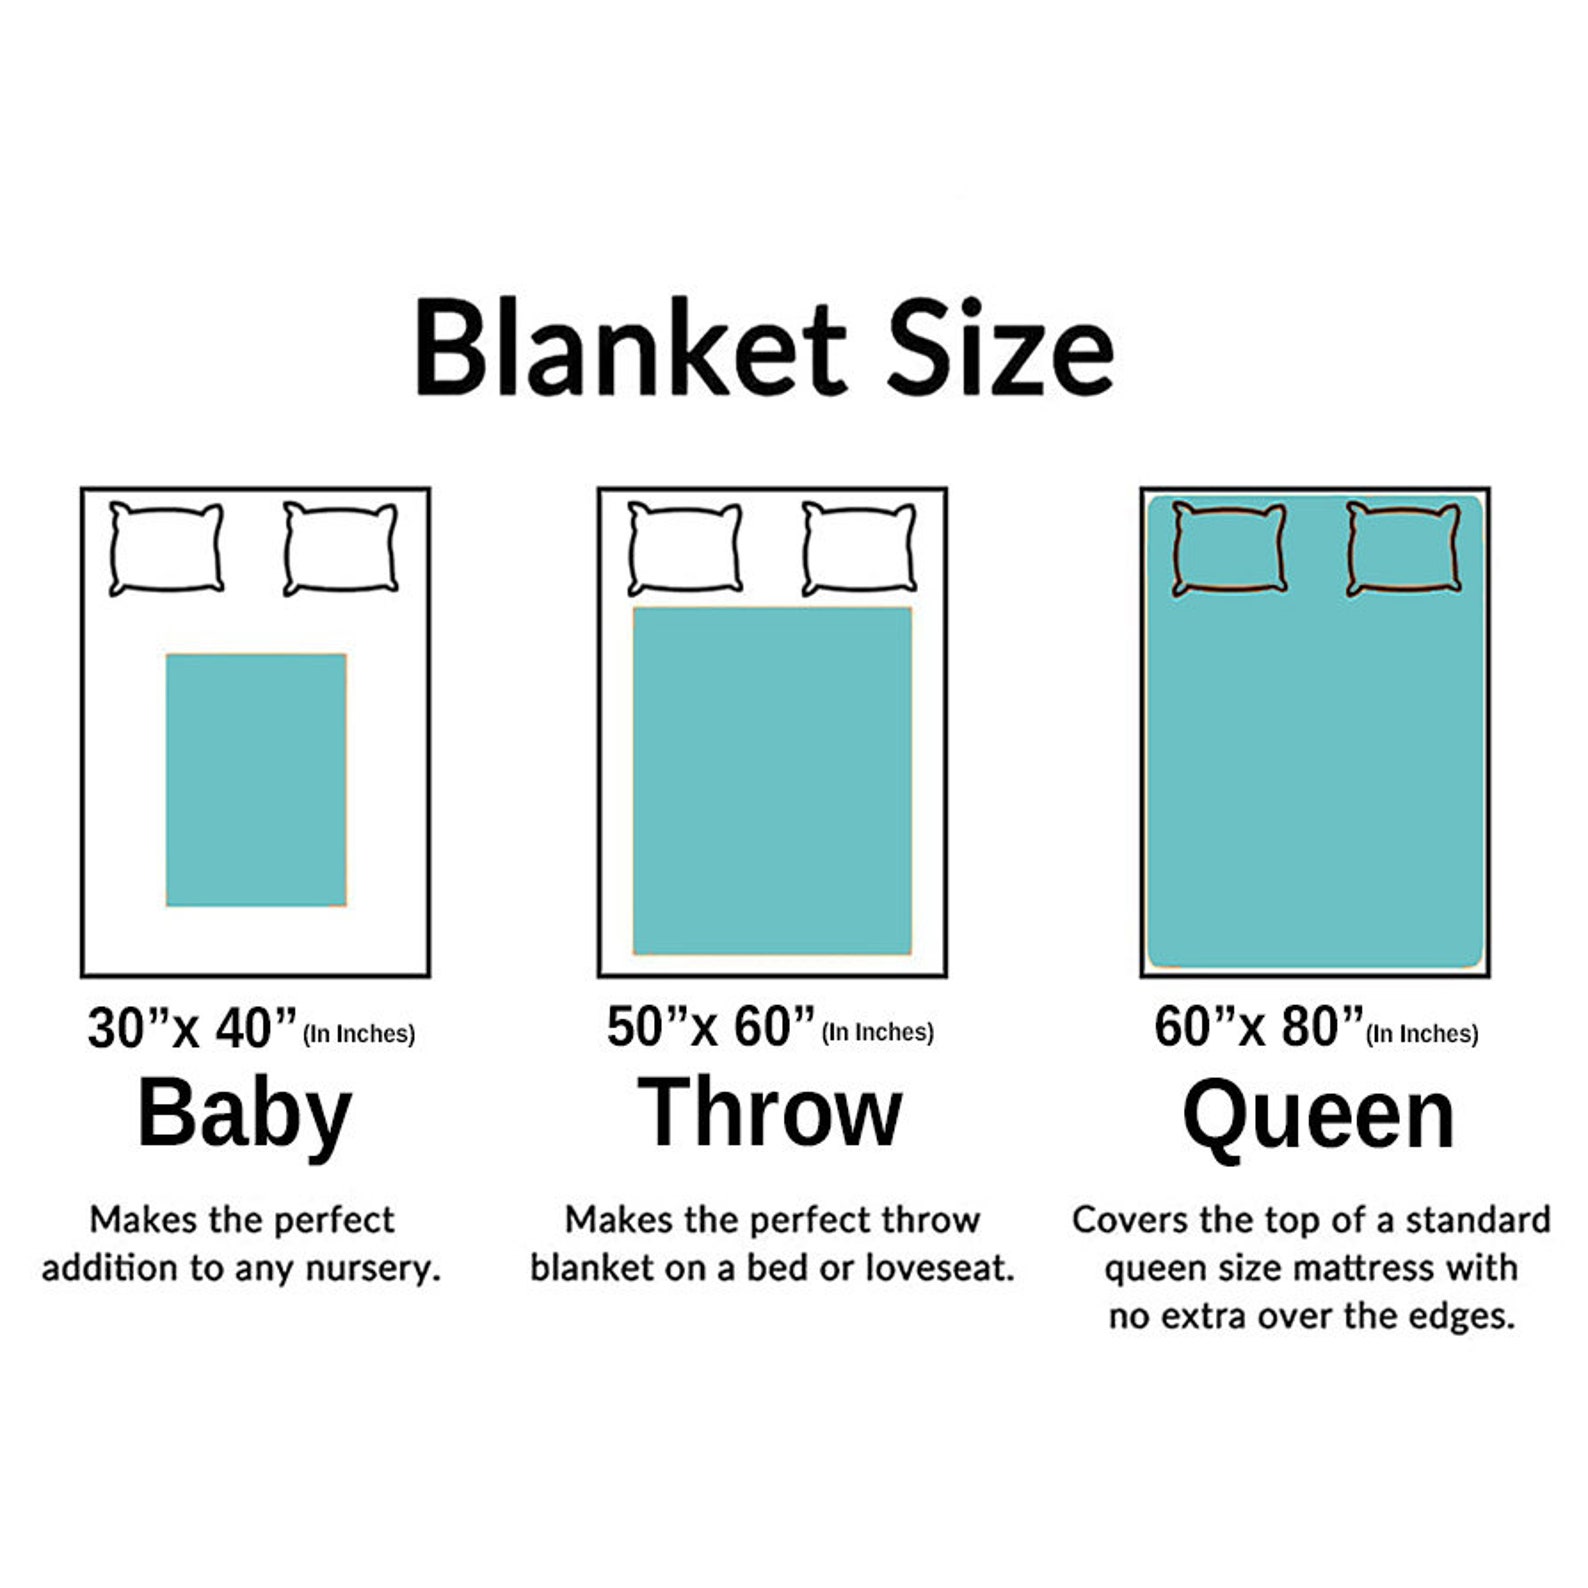 Blanket Size
30”x 40” (In Inches)
Baby
Makes the perfect
addition to any nursery.
50”x 60” (In Inches)
Throw
Makes the perfect throw
blanket on a bed or loveseat.
60”x 80”(In Inches)
Queen
Covers the top of a standard
queen size mattress with
no extra over the edges.